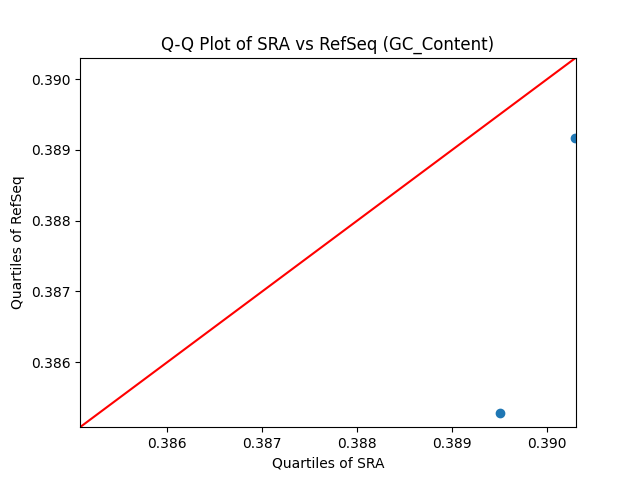 Q-Q Plot of SRA vs RefSeq (GC_Content)
0.390
0.389
0.388
0.387
0.386
Quartiles of RefSeq
0.386 0.387 0.388 0.389 0.390
Quartiles of SRA